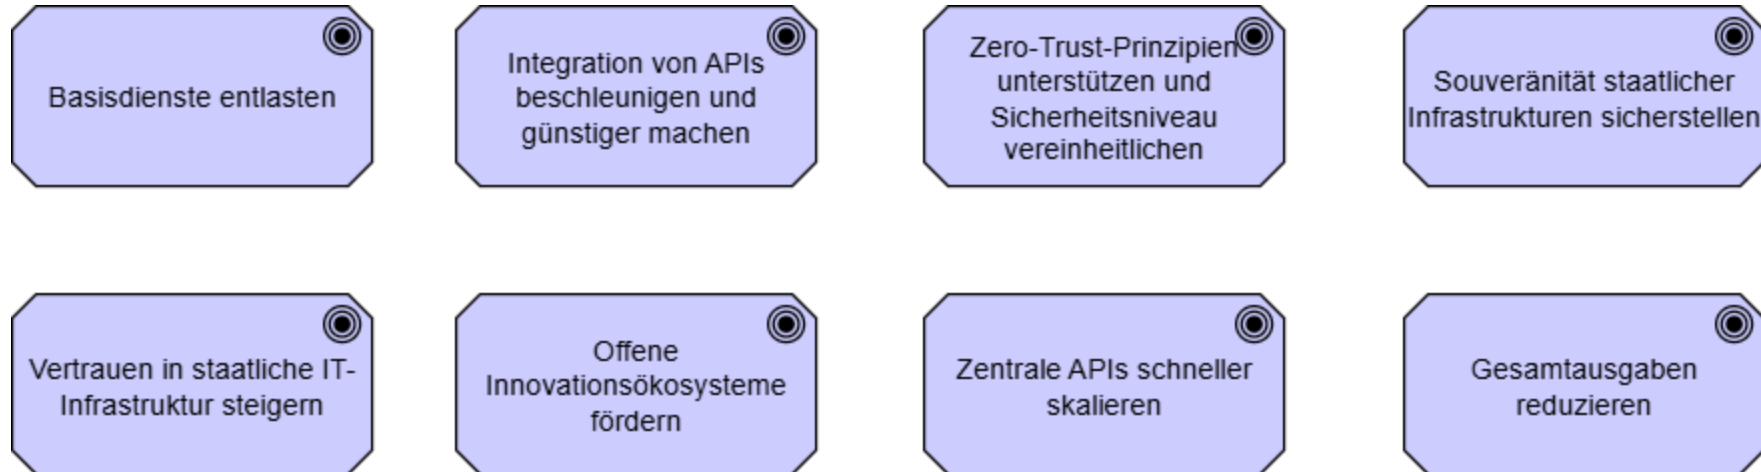 Basisdienste entlasten
Integration von APIs
beschleunigen und
günstiger machen
Zero-Trust-Prinzipien
unterstützen und
Sicherheitsniveau
vereinheitlichen
Souveränität staatlicher
Infrastrukturen sicherstellen
Vertrauen in staatliche IT-
Infrastruktur steigern
Offene
Innovationsökosysteme
fördern
Zentrale APIs schneller
skalieren
Gesamtausgaben
reduzieren